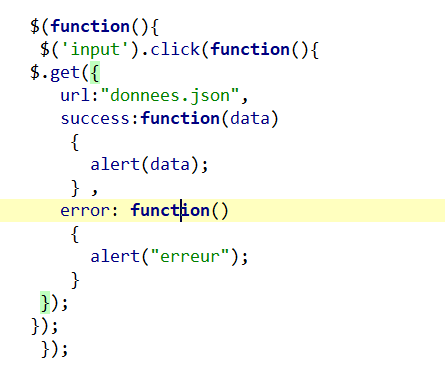 $(function(){
$('input').click(function(){
$.get({
url:"donnees.json",
success:function(data)
{
alert(data);
} ,
error: function()
{
alert("erreur");
}
});
});
});